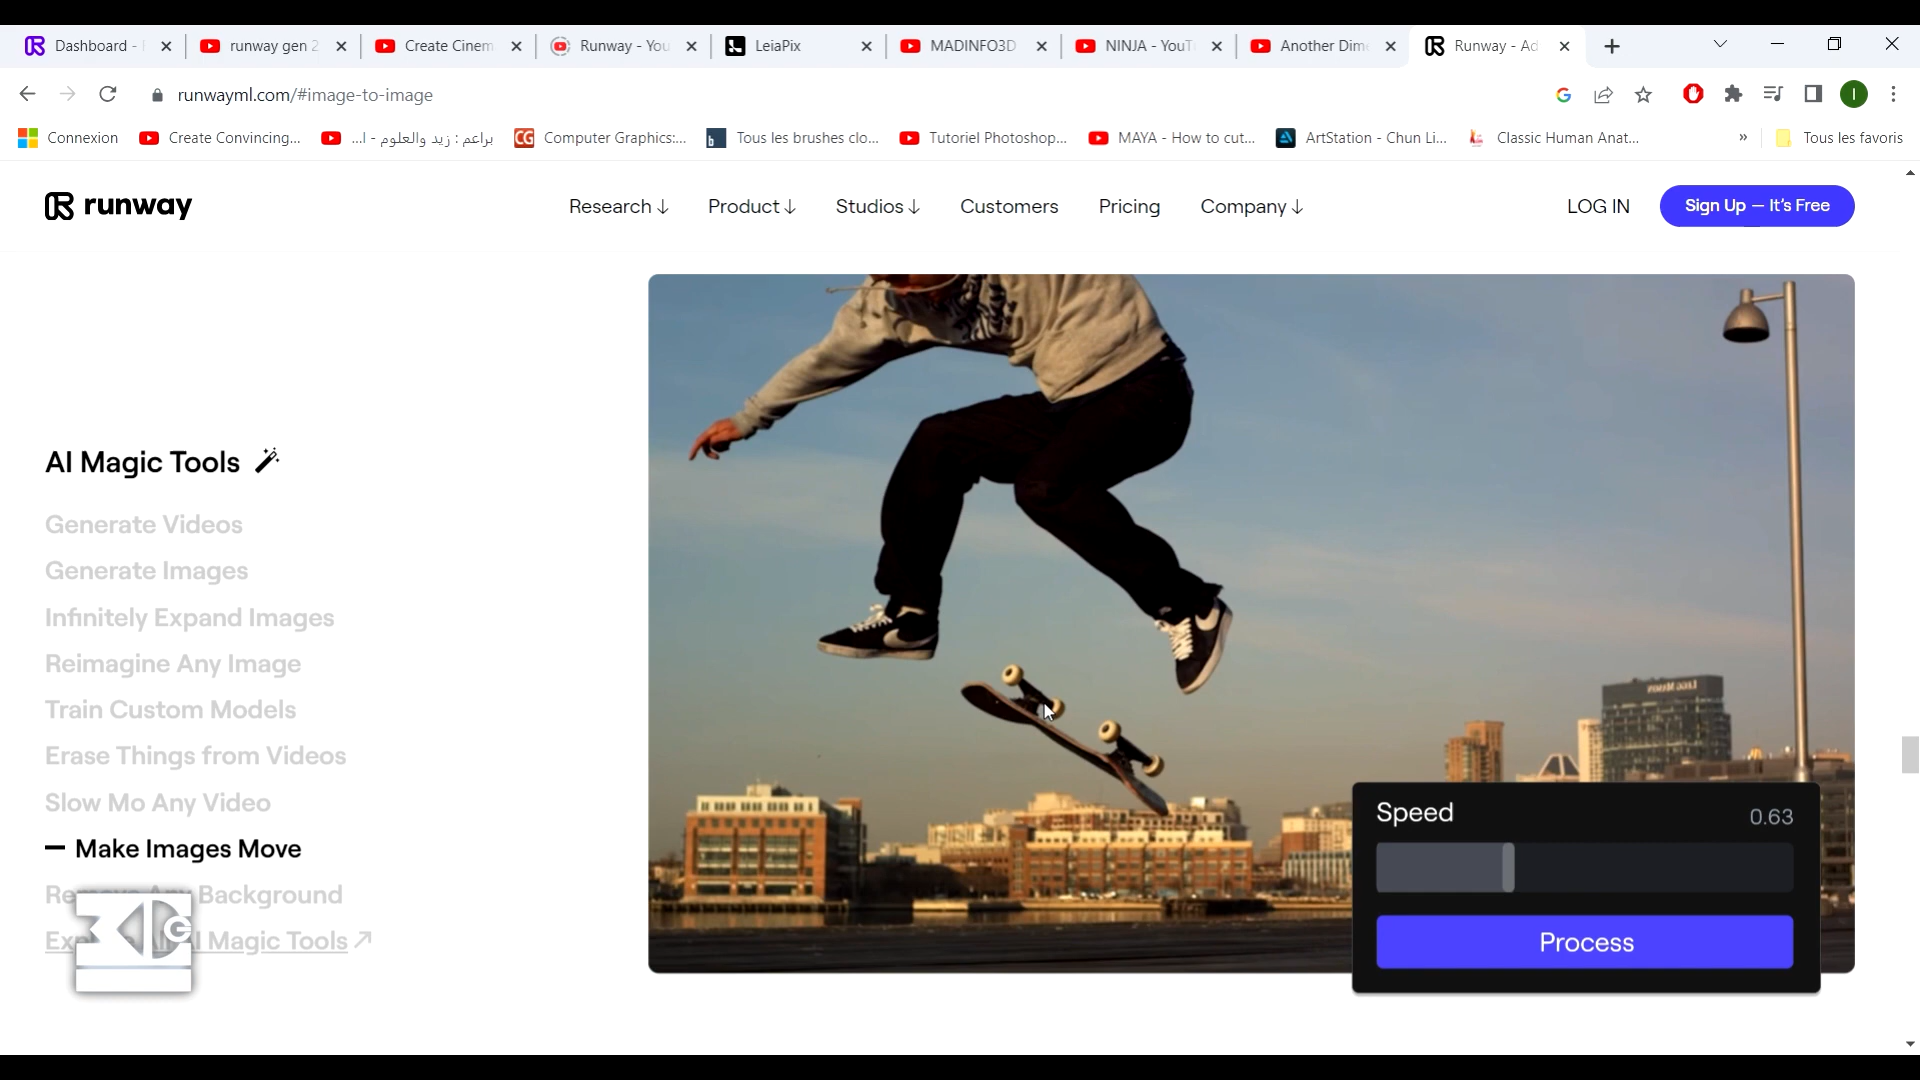 Dashboard -
runway gen 2
Create Cinem
Runway - You
LeiaPix
MADINFO3D
NINJA - YouT
Another Dim
Runway - Ad
runwayml.com/#image-to-image
I
Connexion
Create Convincing...
براعم : زيد والعلوم - ا...
CG
Computer Graphics:...
b
Tous les brushes clo...
Tutoriel Photoshop...
MAYA - How to cut...
ArtStation - Chun Li...
Classic Human Anat...
»
Tous les favoris
runway
Research ↓
Product ↓
Studios ↓
Customers
Pricing
Company ↓
LOG IN
Sign Up — It's Free
AI Magic Tools
Generate Videos
Generate Images
Infinitely Expand Images
Reimagine Any Image
Train Custom Models
Erase Things from Videos
Slow Mo Any Video
Make Images Move
Background
Magic Tools
Speed
0.63
Process